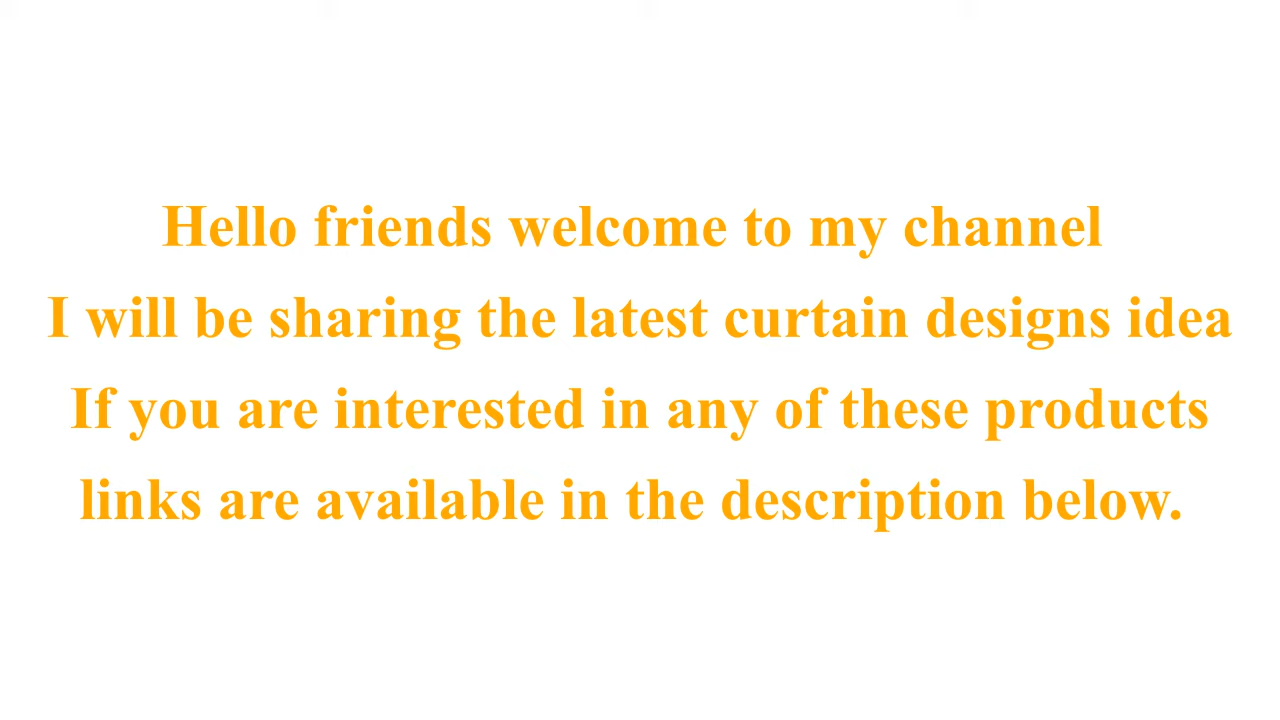 Hello friends welcome to my channel
I will be sharing the latest curtain designs idea
If you are interested in any of these products
links are available in the description below.